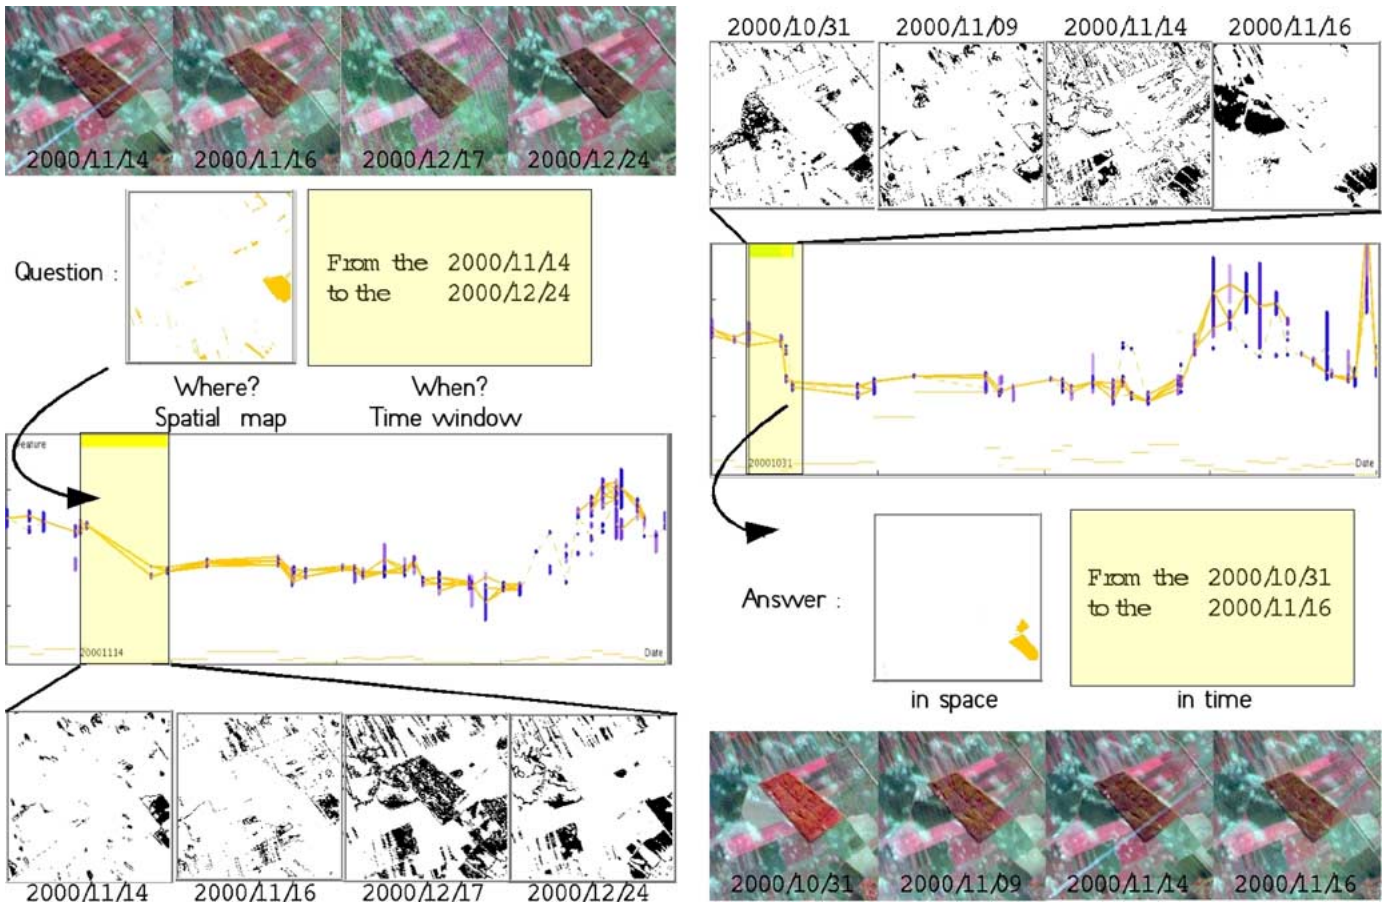 2000/11/14 2000/11/16 2000/12/17 2000/12/24
Question :
From the 2000/11/14
to the 2000/12/24
Where?
Spatial map
When?
Time window
20001114
Date
2000/11/14 2000/11/16 2000/12/17 2000/12/24
2000/10/31 2000/11/09 2000/11/14 2000/11/16
20001031
Date
Answer :
From the 2000/10/31
to the 2000/11/16
in space
in time
2000/10/31 2000/11/09 2000/11/14 2000/11/16